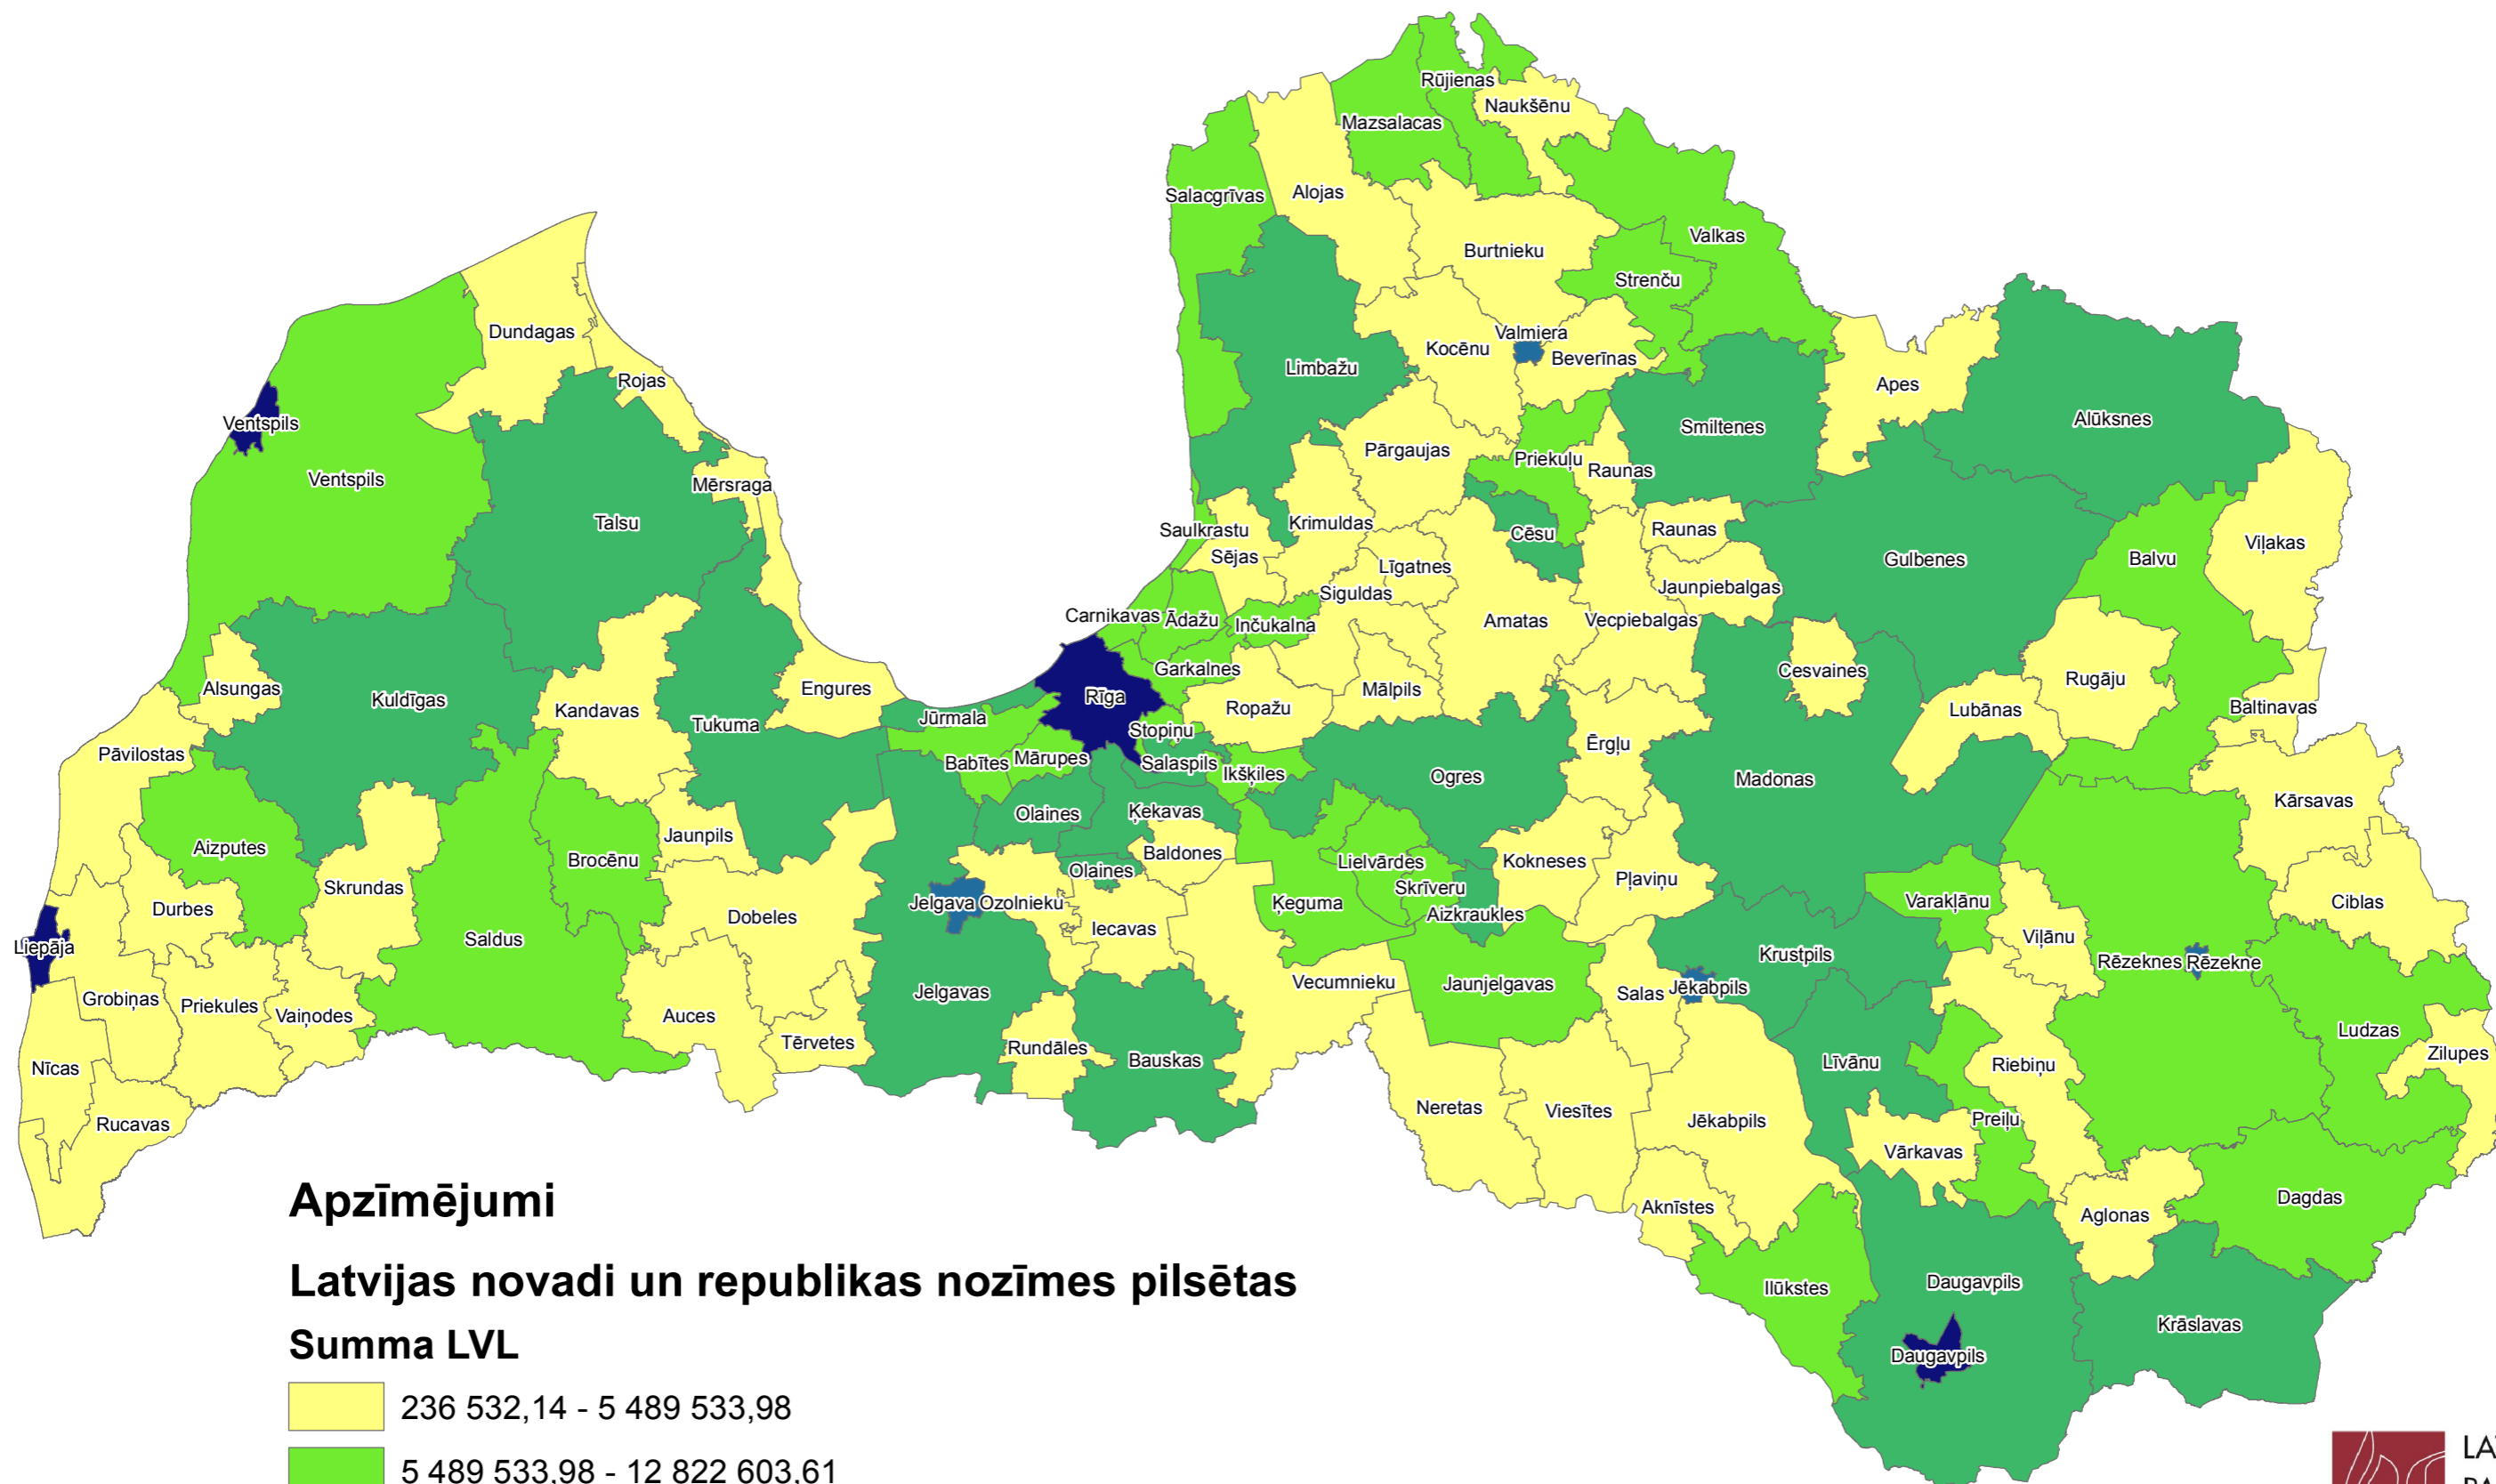 Rūjienas
Naukšēnu
Mazsalacas
Salacgrīvas
Alojas
Valkas
Burtnieku
Strenču
Dundagas
Valmiera
Kocēnu
Beverīnas
Limbažu
Rojas
Apes
Alūksnes
Ventspils
Smiltenes
Pārgaujas
Priekuļu
Raunas
Ventspils
Mērsraga
Talsu
Krimuldas
Saulkrastu
Cēsu
Raunas
Viļakas
Sējas
Līgatnes
Gulbenes
Balvu
Siguldas
Jaunpiebalgas
Carnikavas
Ādažu
Inčukalna
Amatas
Vecpiebalgas
Garkalnes
Cesvaines
Rugāju
Alsungas
Engures
Mālpils
Rīga
Kuldīgas
Kandavas
Ropažu
Lubānas
Baltinavas
Jūrmala
Tukuma
Stopiņu
Ērgļu
Pāvilostas
Babītes
Mārupes
Salaspils
Ikšķiles
Ogres
Madonas
Kārsavas
Olaines
Ķekavas
Jaunpils
Aizputes
Brocēnu
Baldones
Lielvārdes
Kokneses
Olaines
Pļaviņu
Skrundas
Skrīveru
Durbes
Jelgava
Ozolnieku
Ķeguma
Varakļānu
Ciblas
Dobeles
Aizkraukles
Iecavas
Liepāja
Saldus
Viļānu
Krustpils
Rēzeknes
Rēzekne
Vecumnieku
Jaunjelgavas
Salas
Jēkabpils
Grobiņas
Priekules
Vaiņodes
Auces
Jelgavas
Ludzas
Tērvetes
Rundāles
Bauskas
Zilupes
Nīcas
Līvānu
Riebiņu
Neretas
Viesītes
Jēkabpils
Preiļu
Rucavas
Vārkavas
Dagdas
Aknīstes
Aglonas
Ilūkstes
Daugavpils
Krāslavas
Daugavpils
Apzīmējumi
Latvijas novadi un republikas nozīmes pilsētas
Summa LVL
236 532,14 - 5 489 533,98
5 489 533,98 - 12 822 603,61